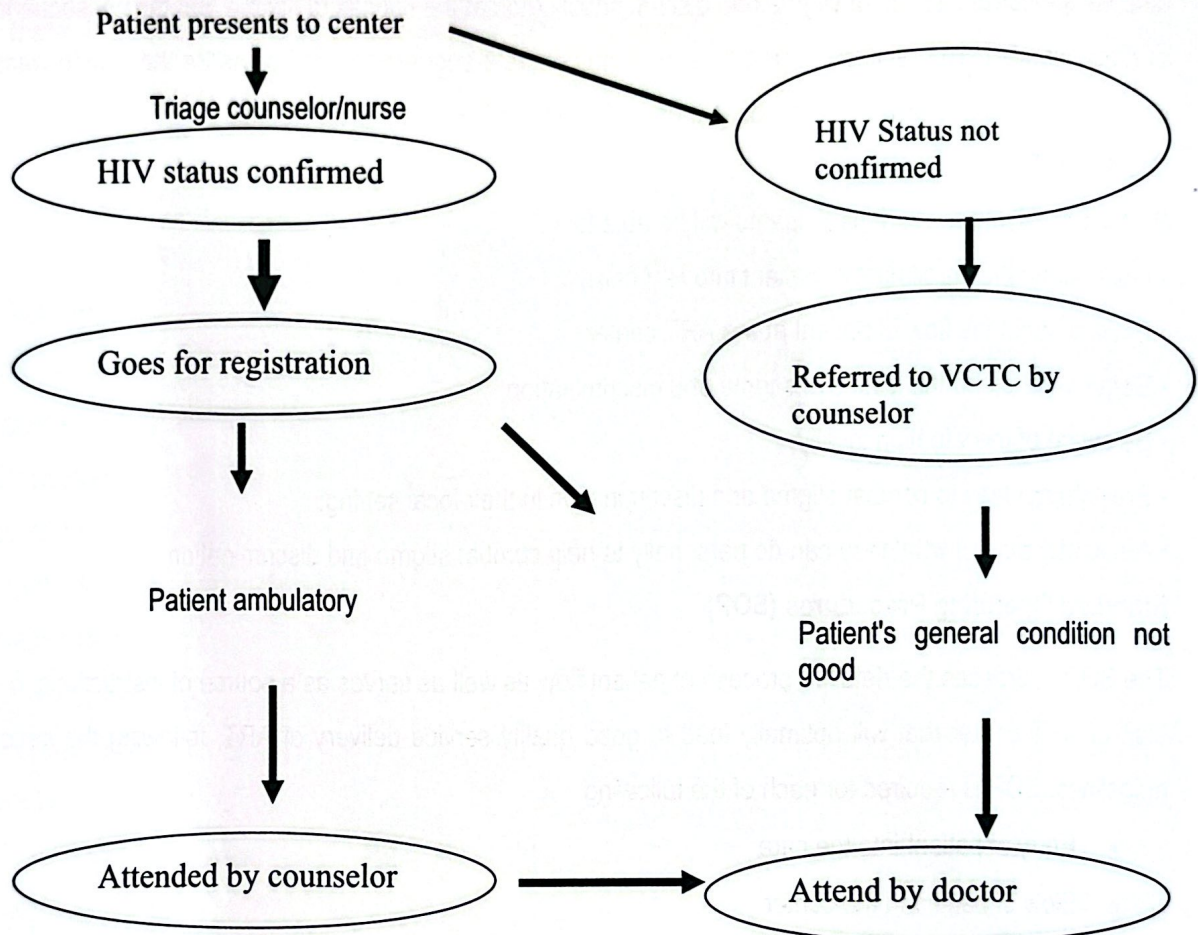 Patient presents to center
Triage counselor/nurse
HIV status confirmed
HIV Status not
confirmed
Goes for registration
Referred to VCTC by
counselor
Patient ambulatory
Patient's general condition not
good
Attended by counselor
Attend by doctor